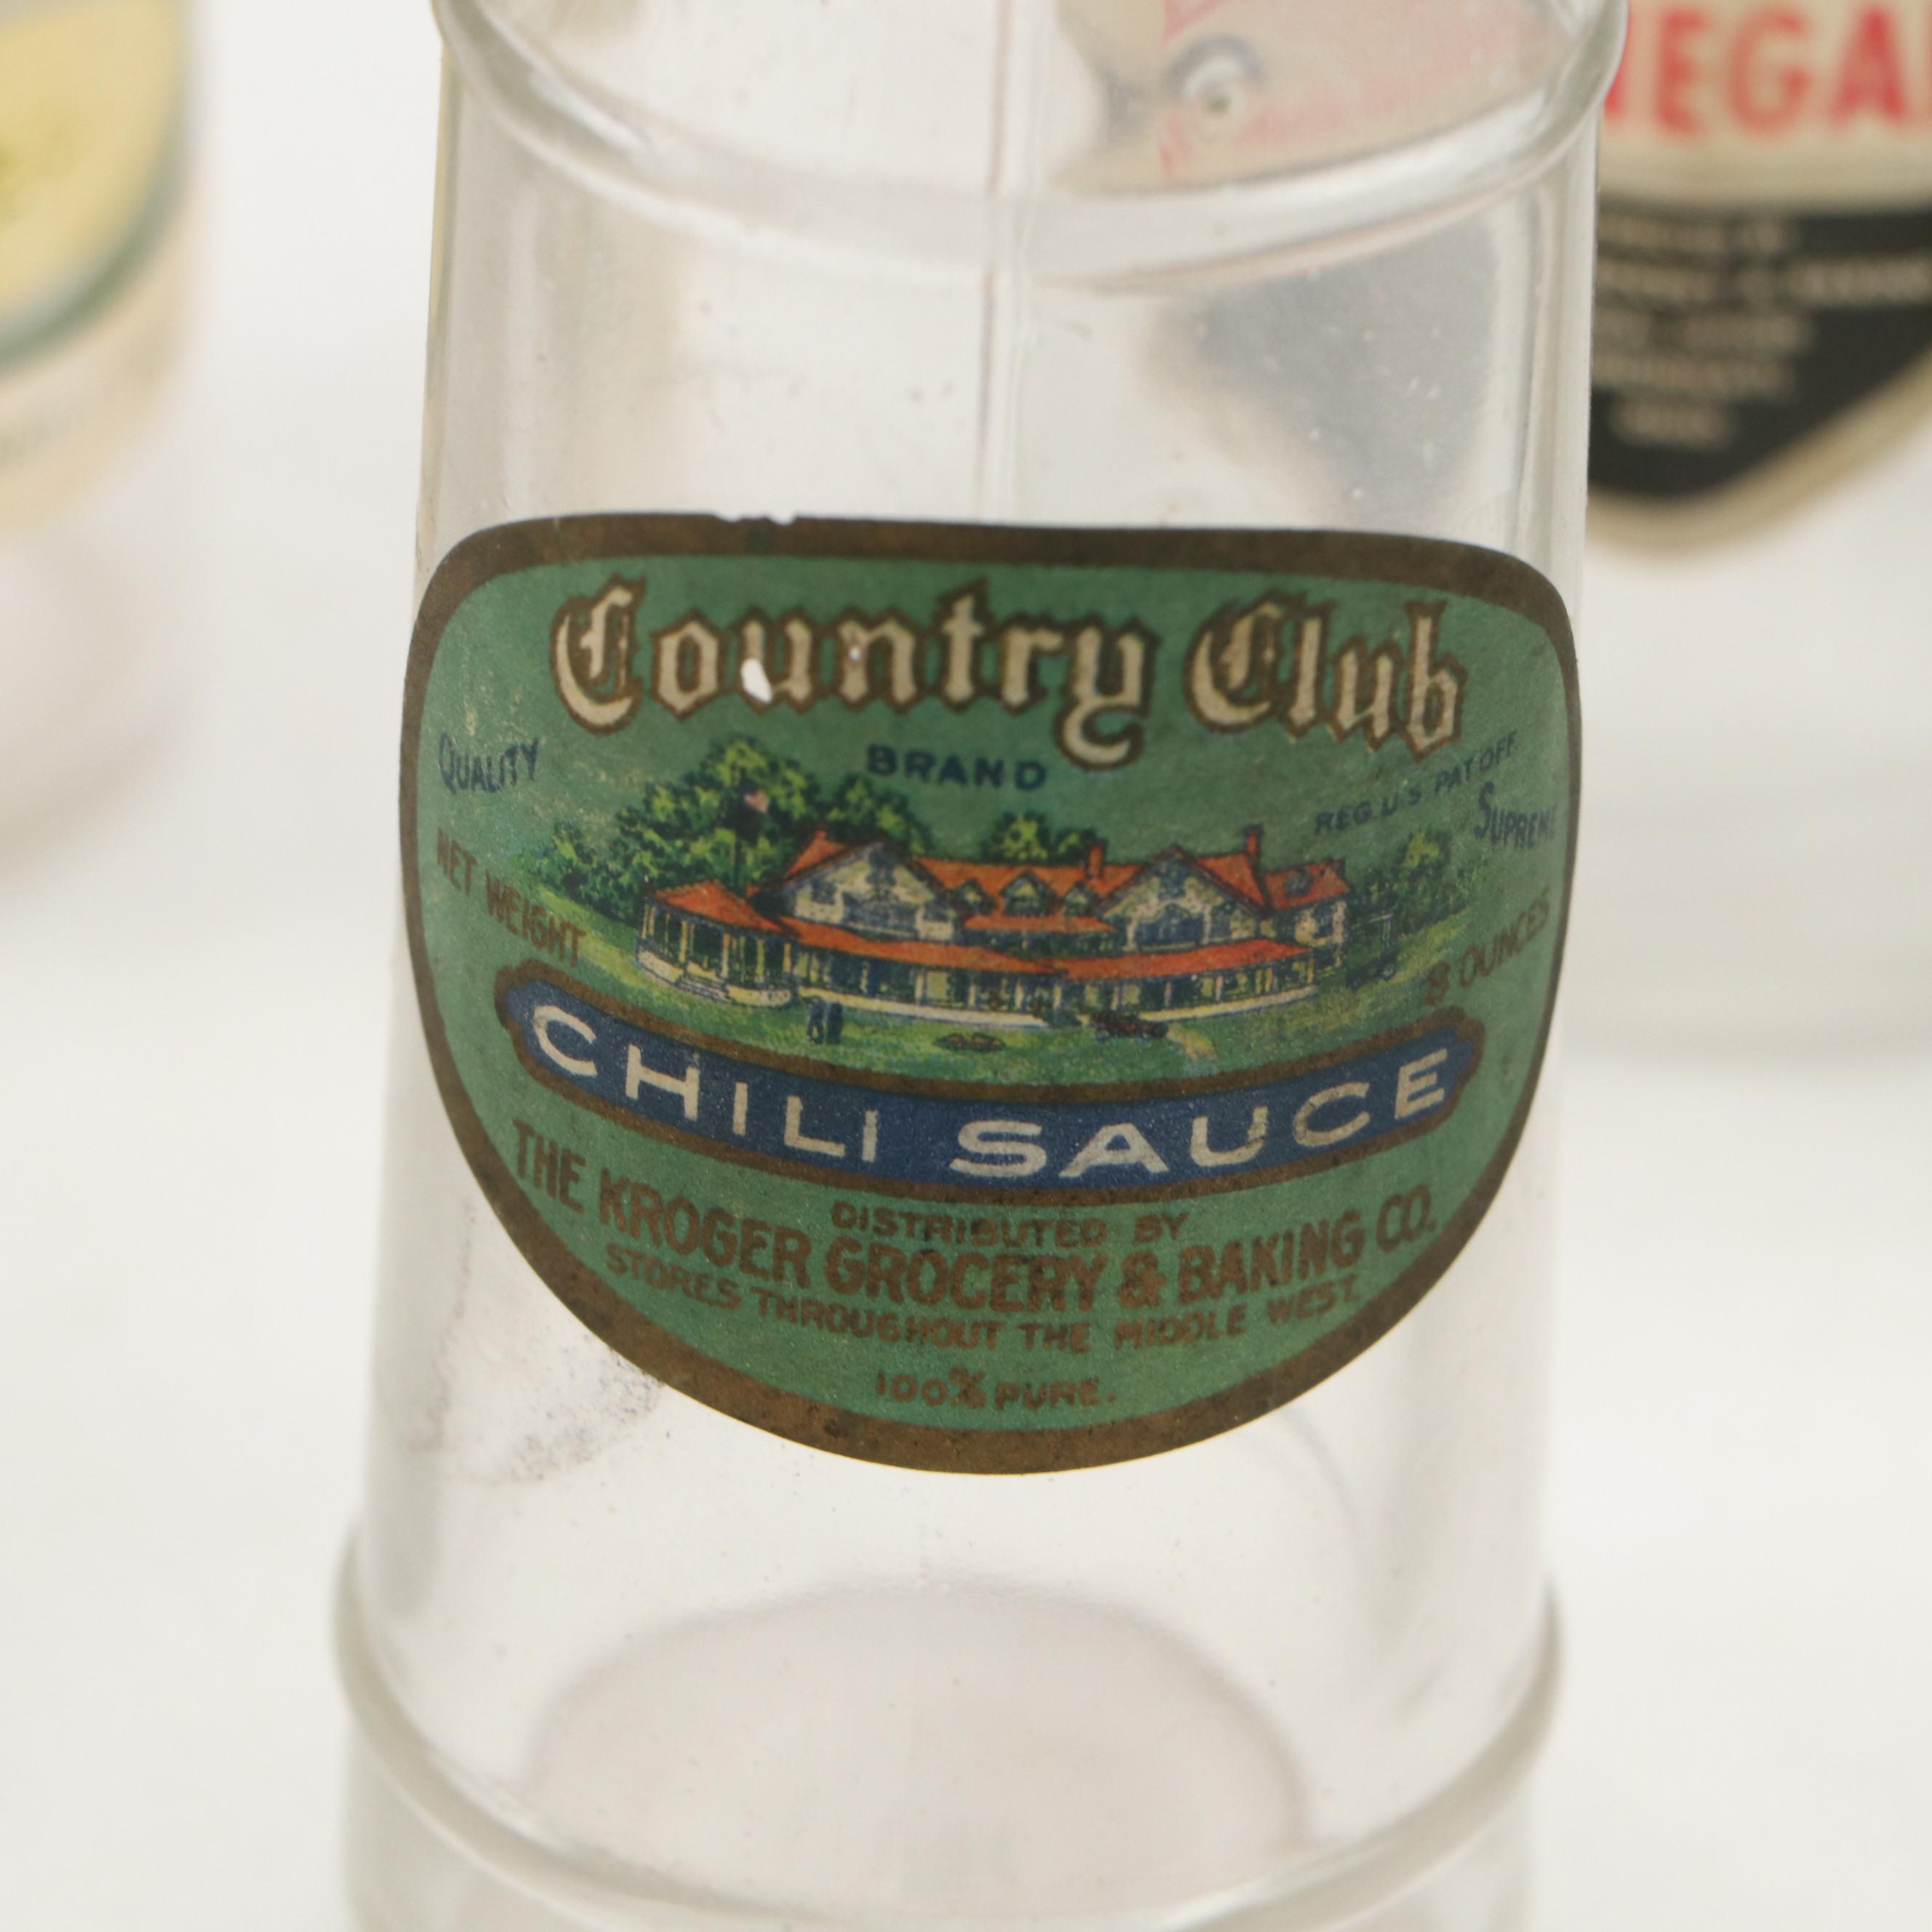 NEGA
Country Club
BRAND
QUALITY
REG. U.S. PAT OFF
SUPREME
NET WEIGHT
8 OUNCES
CHILI SAUCE
DISTRIBUTED BY
THE KROGER GROCERY & BAKING CO.
STORES THROUGHOUT THE MIDDLE WEST.
100% PURE.